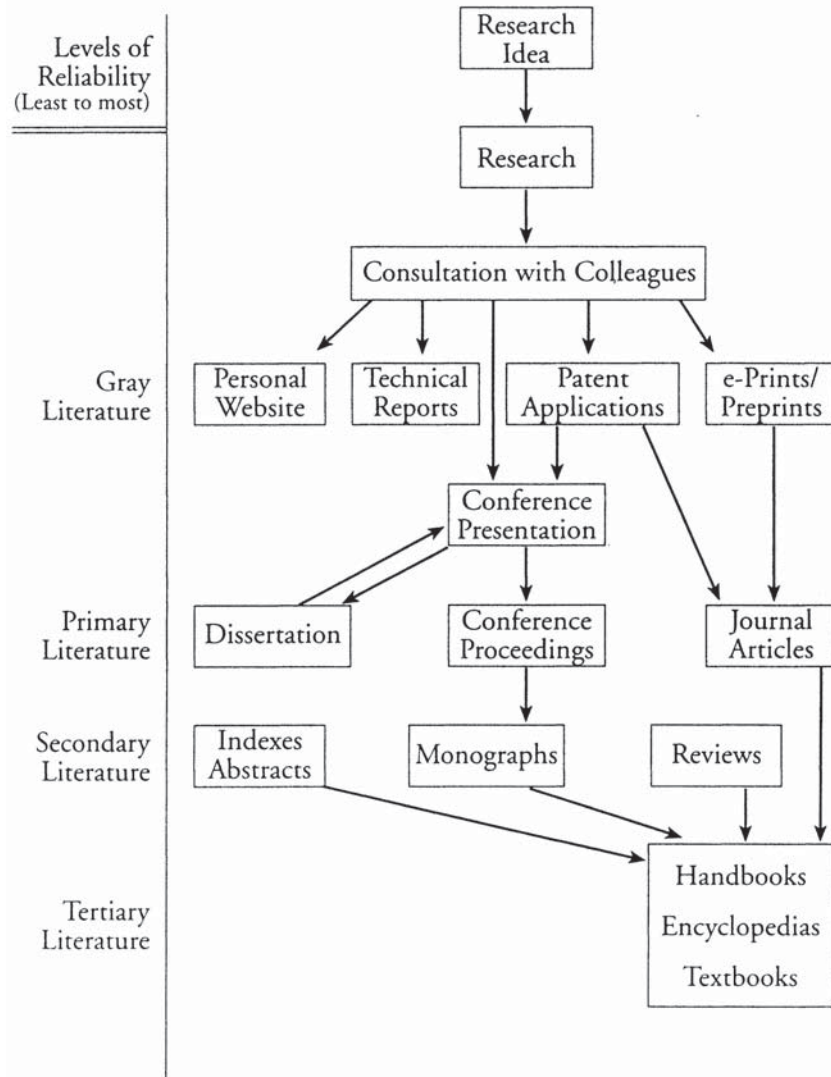 Levels of
Reliability
(Least to most)
Research
Idea
Research
Consultation with Colleagues
Gray
Literature
Personal
Website
Technical
Reports
Patent
Applications
e-Prints/
Preprints
Conference
Presentation
Primary
Literature
Dissertation
Conference
Proceedings
Journal
Articles
Secondary
Literature
Indexes
Abstracts
Monographs
Reviews
Tertiary
Literature
Handbooks
Encyclopedias
Textbooks